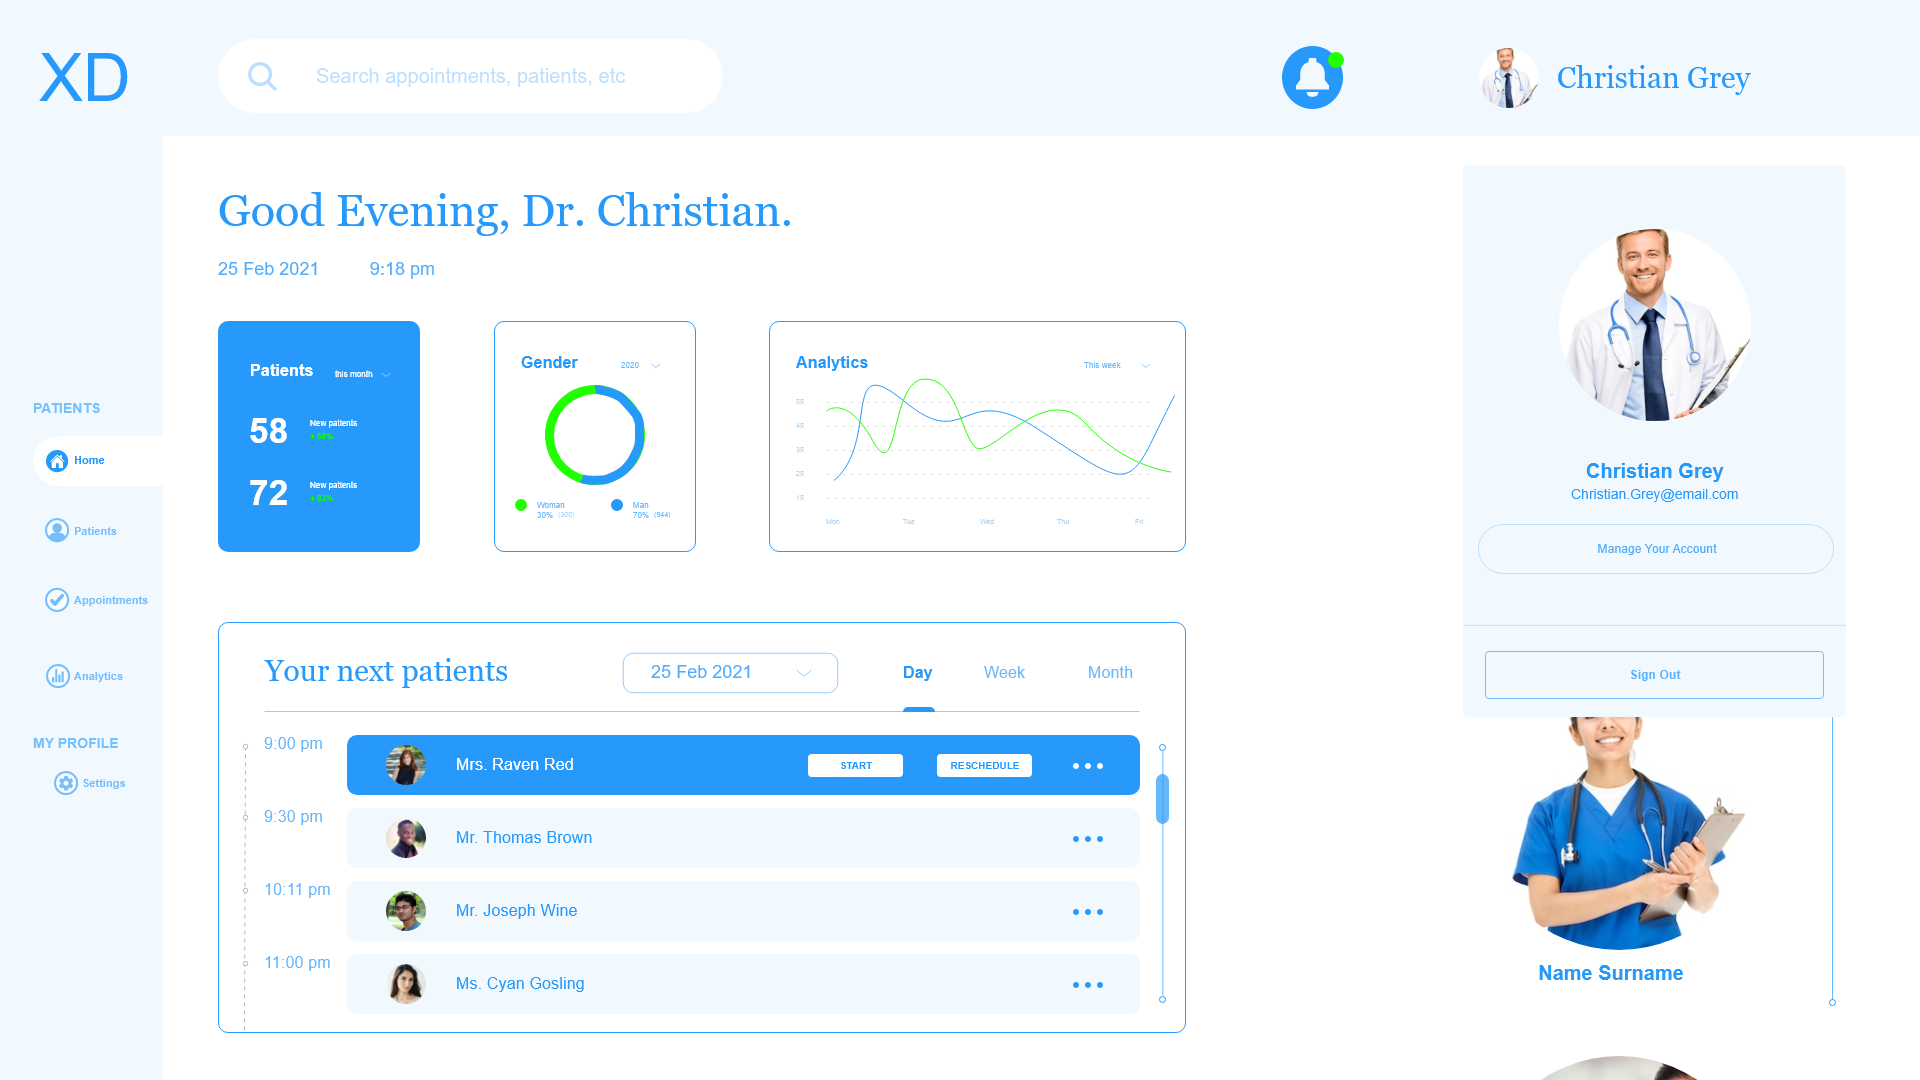 XD
Search appointments, patients, etc
Christian Grey
Good Evening, Dr. Christian.
25 Feb 2021 9:18 pm
PATIENTS
Home
Patients
Appointments
Analytics
MY PROFILE
Settings
Patients this month
58 New patients
72 New patients
Gender 2020
Woman
30% (300)
Man
70% (944)
Analytics This week
55
45
35
25
15
Mon Tue Wed Thu Fri
Your next patients 25 Feb 2021 Day Week Month
9:00 pm Mrs. Raven Red START RESCHEDULE
9:30 pm Mr. Thomas Brown
10:11 pm Mr. Joseph Wine
11:00 pm Ms. Cyan Gosling
Christian Grey
Christian.Grey@email.com
Manage Your Account
Sign Out
Name Surname